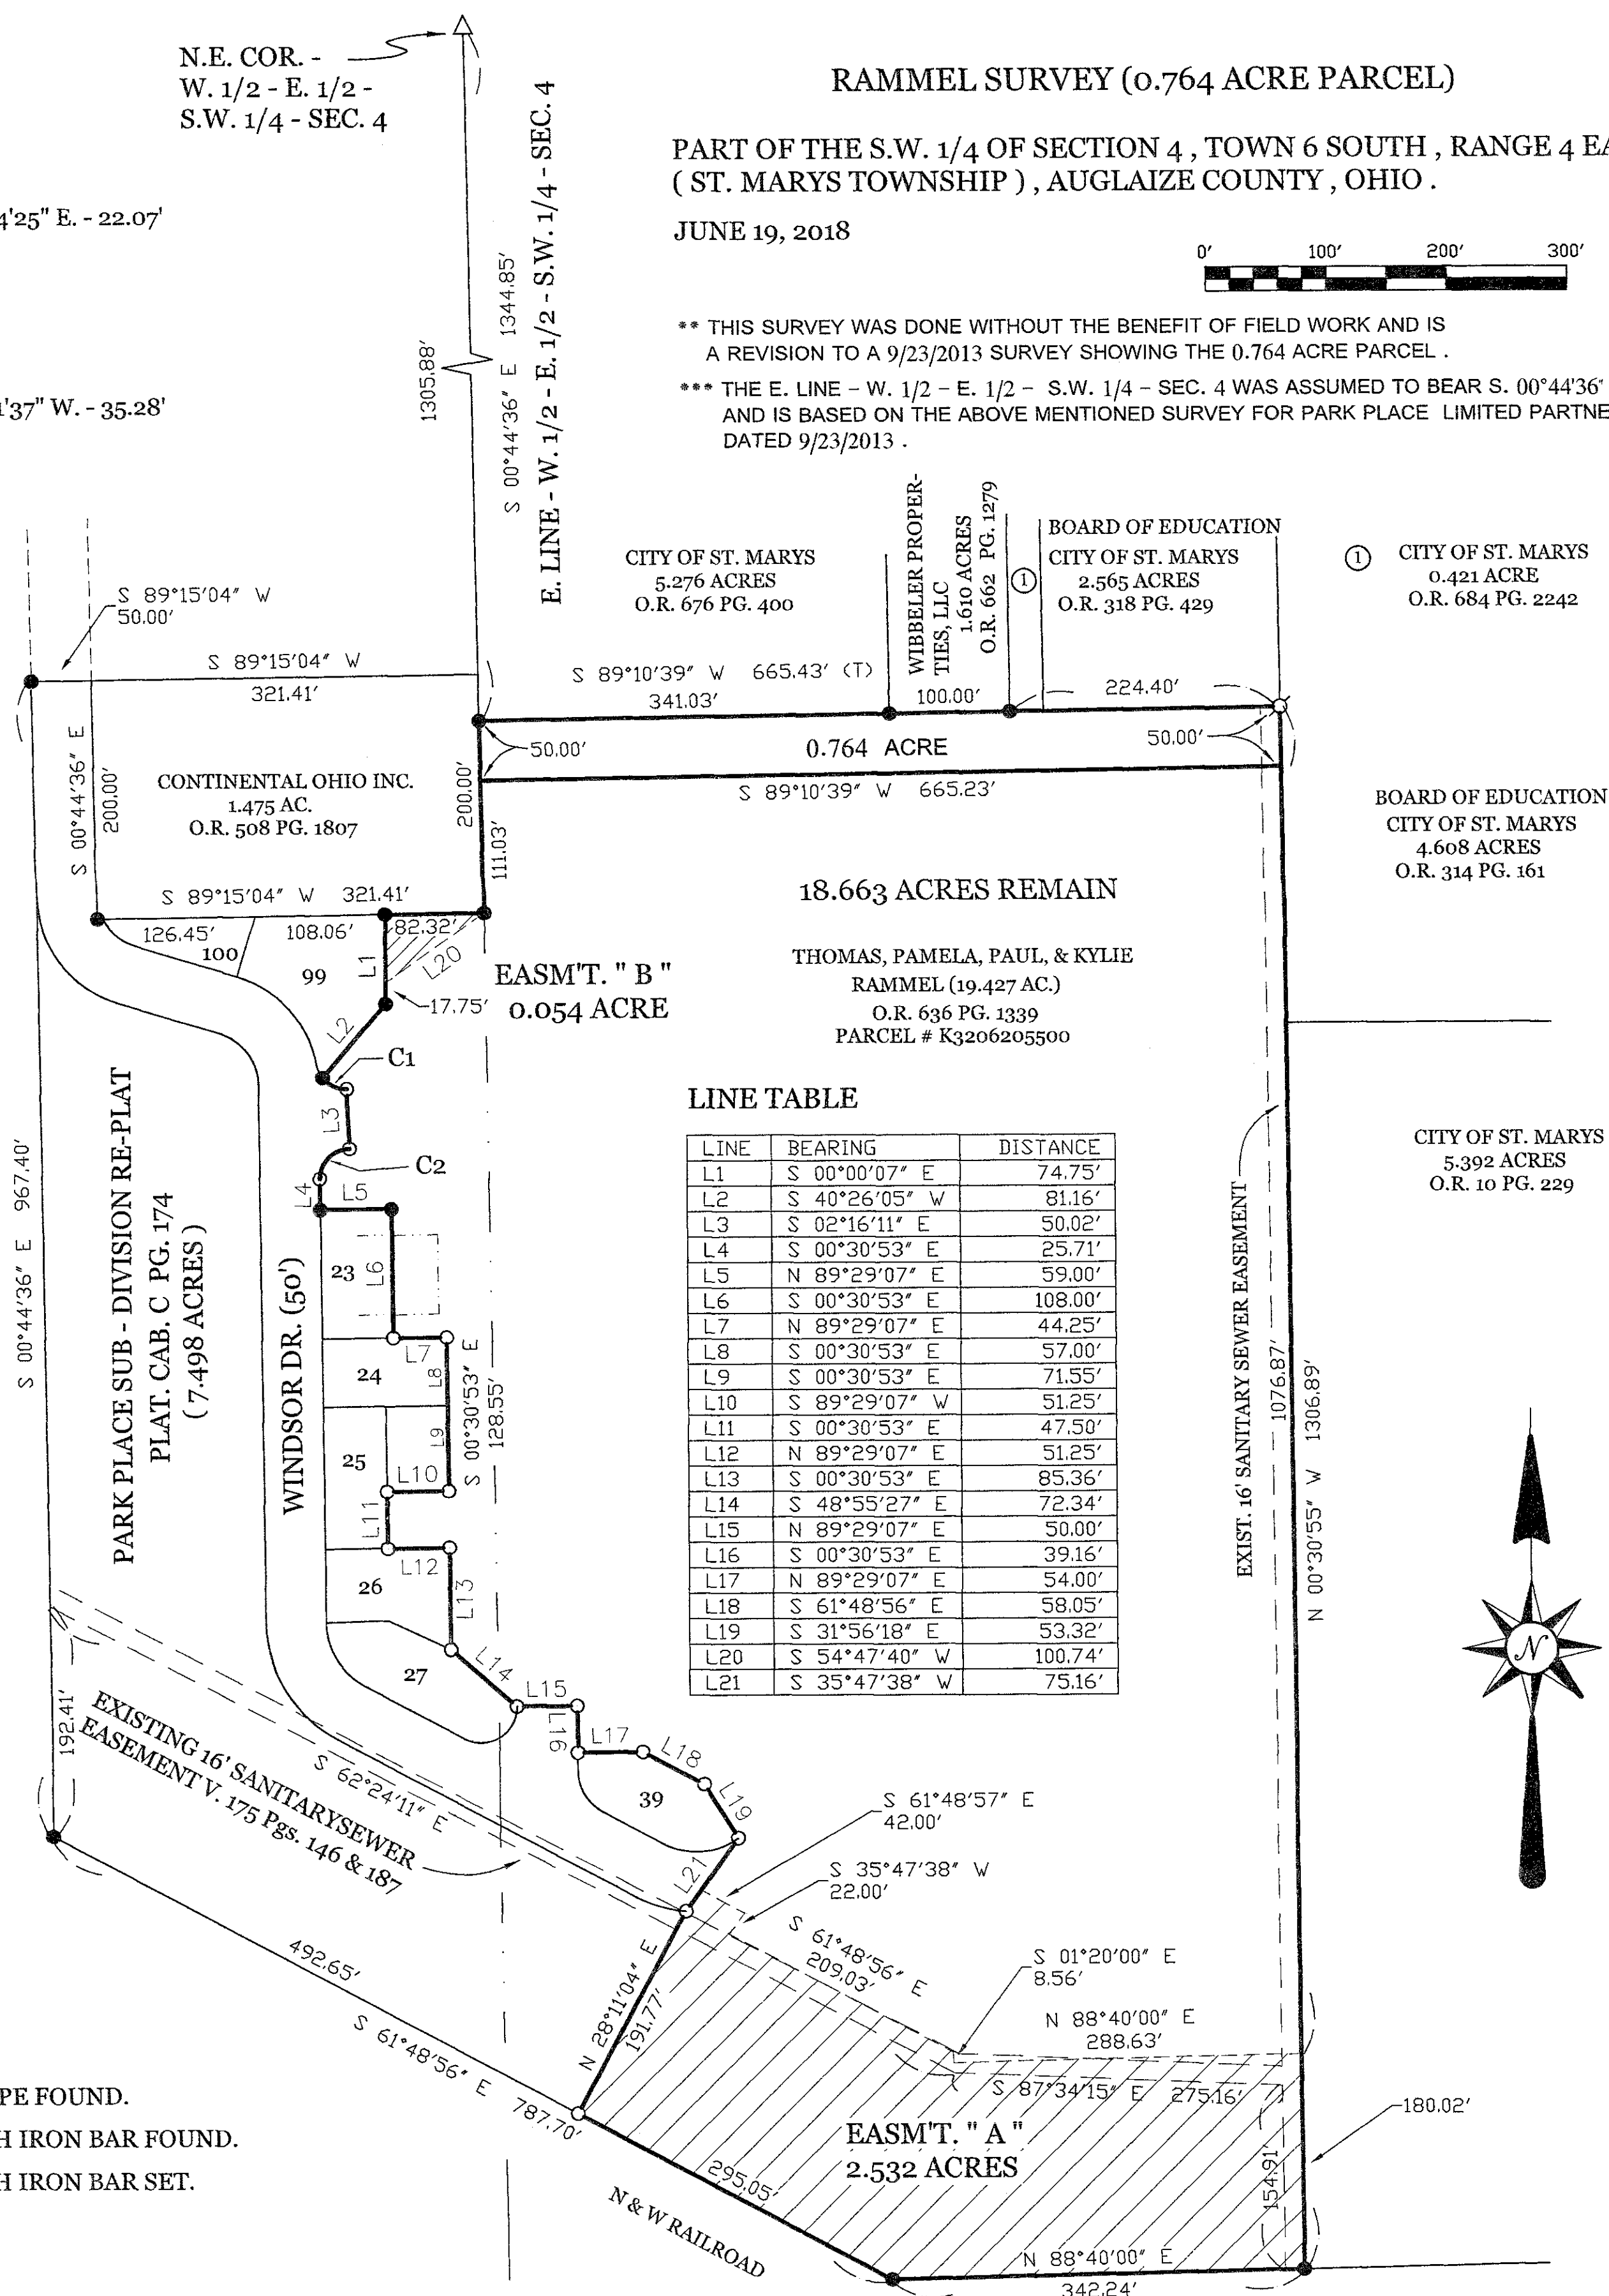 N.E. COR. -
W. 1/2 - E. 1/2 -
S.W. 1/4 - SEC. 4
RAMMEL SURVEY (0.764 ACRE PARCEL)
PART OF THE S.W. 1/4 OF SECTION 4 , TOWN 6 SOUTH , RANGE 4 EA
( ST. MARYS TOWNSHIP ) , AUGLAIZE COUNTY , OHIO .
JUNE 19, 2018
0' 100' 200' 300'
4'25" E. - 22.07'
1'37" W. - 35.28'
** THIS SURVEY WAS DONE WITHOUT THE BENEFIT OF FIELD WORK AND IS
A REVISION TO A 9/23/2013 SURVEY SHOWING THE 0.764 ACRE PARCEL .
*** THE E. LINE – W. 1/2 – E. 1/2 – S.W. 1/4 – SEC. 4 WAS ASSUMED TO BEAR S. 00°44'36"
AND IS BASED ON THE ABOVE MENTIONED SURVEY FOR PARK PLACE LIMITED PARTNE
DATED 9/23/2013 .
1305.88'
S 00°44'36" E 1344.85'
E. LINE - W. 1/2 - E. 1/2 - S.W. 1/4 - SEC. 4
CITY OF ST. MARYS
5.276 ACRES
O.R. 676 PG. 400
WIBBELER PROPER-
TIES, LLC
1.610 ACRES
O.R. 662 PG. 1279
1
BOARD OF EDUCATION
CITY OF ST. MARYS
2.565 ACRES
O.R. 318 PG. 429
1 CITY OF ST. MARYS
0.421 ACRE
O.R. 684 PG. 2242
S 89°15'04" W
50.00'
S 89°15'04" W
321.41'
S 89°10'39" W 665.43' (T)
341.03'
100.00'
224.40'
50.00'
0.764 ACRE
50.00'
S 89°10'39" W 665.23'
S 00°44'36" E
200.00'
CONTINENTAL OHIO INC.
1.475 AC.
O.R. 508 PG. 1807
200.00'
111.03'
BOARD OF EDUCATION
CITY OF ST. MARYS
4.608 ACRES
O.R. 314 PG. 161
18.663 ACRES REMAIN
S 89°15'04" W 321.41'
126.45'
108.06'
82.32'
100
99
L1
L20
17.75'
EASM'T. " B "
0.054 ACRE
THOMAS, PAMELA, PAUL, & KYLIE
RAMMEL (19.427 AC.)
O.R. 636 PG. 1339
PARCEL # K3206205500
L2
C1
L3
C2
L4
L5
L6
23
L7
24
L8
L9
S 00°30'53" E
128.55'
25
L10
L11
L12
26
L13
27
L14
L15
L16
L17
L18
L19
39
L21
S 00°44'36" E 967.40'
PARK PLACE SUB - DIVISION RE-PLAT
PLAT. CAB. C PG. 174
( 7.498 ACRES )
WINDSOR DR. (50')
LINE TABLE
LINE BEARING DISTANCE
L1 S 00°00'07" E 74.75'
L2 S 40°26'05" W 81.16'
L3 S 02°16'11" E 50.02'
L4 S 00°30'53" E 25.71'
L5 N 89°29'07" E 59.00'
L6 S 00°30'53" E 108.00'
L7 N 89°29'07" E 44.25'
L8 S 00°30'53" E 57.00'
L9 S 00°30'53" E 71.55'
L10 S 89°29'07" W 51.25'
L11 S 00°30'53" E 47.50'
L12 N 89°29'07" E 51.25'
L13 S 00°30'53" E 85.36'
L14 S 48°55'27" E 72.34'
L15 N 89°29'07" E 50.00'
L16 S 00°30'53" E 39.16'
L17 N 89°29'07" E 54.00'
L18 S 61°48'56" E 58.05'
L19 S 31°56'18" E 53.32'
L20 S 54°47'40" W 100.74'
L21 S 35°47'38" W 75.16'
CITY OF ST. MARYS
5.392 ACRES
O.R. 10 PG. 229
EXIST. 16' SANITARY SEWER EASEMENT
1076.87'
N 00°30'55" W 1306.89'
N
192.41'
EXISTING 16' SANITARYSEWER
EASEMENT V. 175 Pgs. 146 & 187
S 62°24'11" E
S 61°48'57" E
42.00'
S 35°47'38" W
22.00'
S 61°48'56" E
209.03'
S 01°20'00" E
8.56'
N 88°40'00" E
288.63'
S 87°34'15" E 275.16'
180.02'
154.91'
N 28°11'04" E
191.77'
492.65'
S 61°48'56" E 787.70'
EASM'T. " A "
2.532 ACRES
295.05'
N & W RAILROAD
N 88°40'00" E
342.24'
PE FOUND.
H IRON BAR FOUND.
H IRON BAR SET.